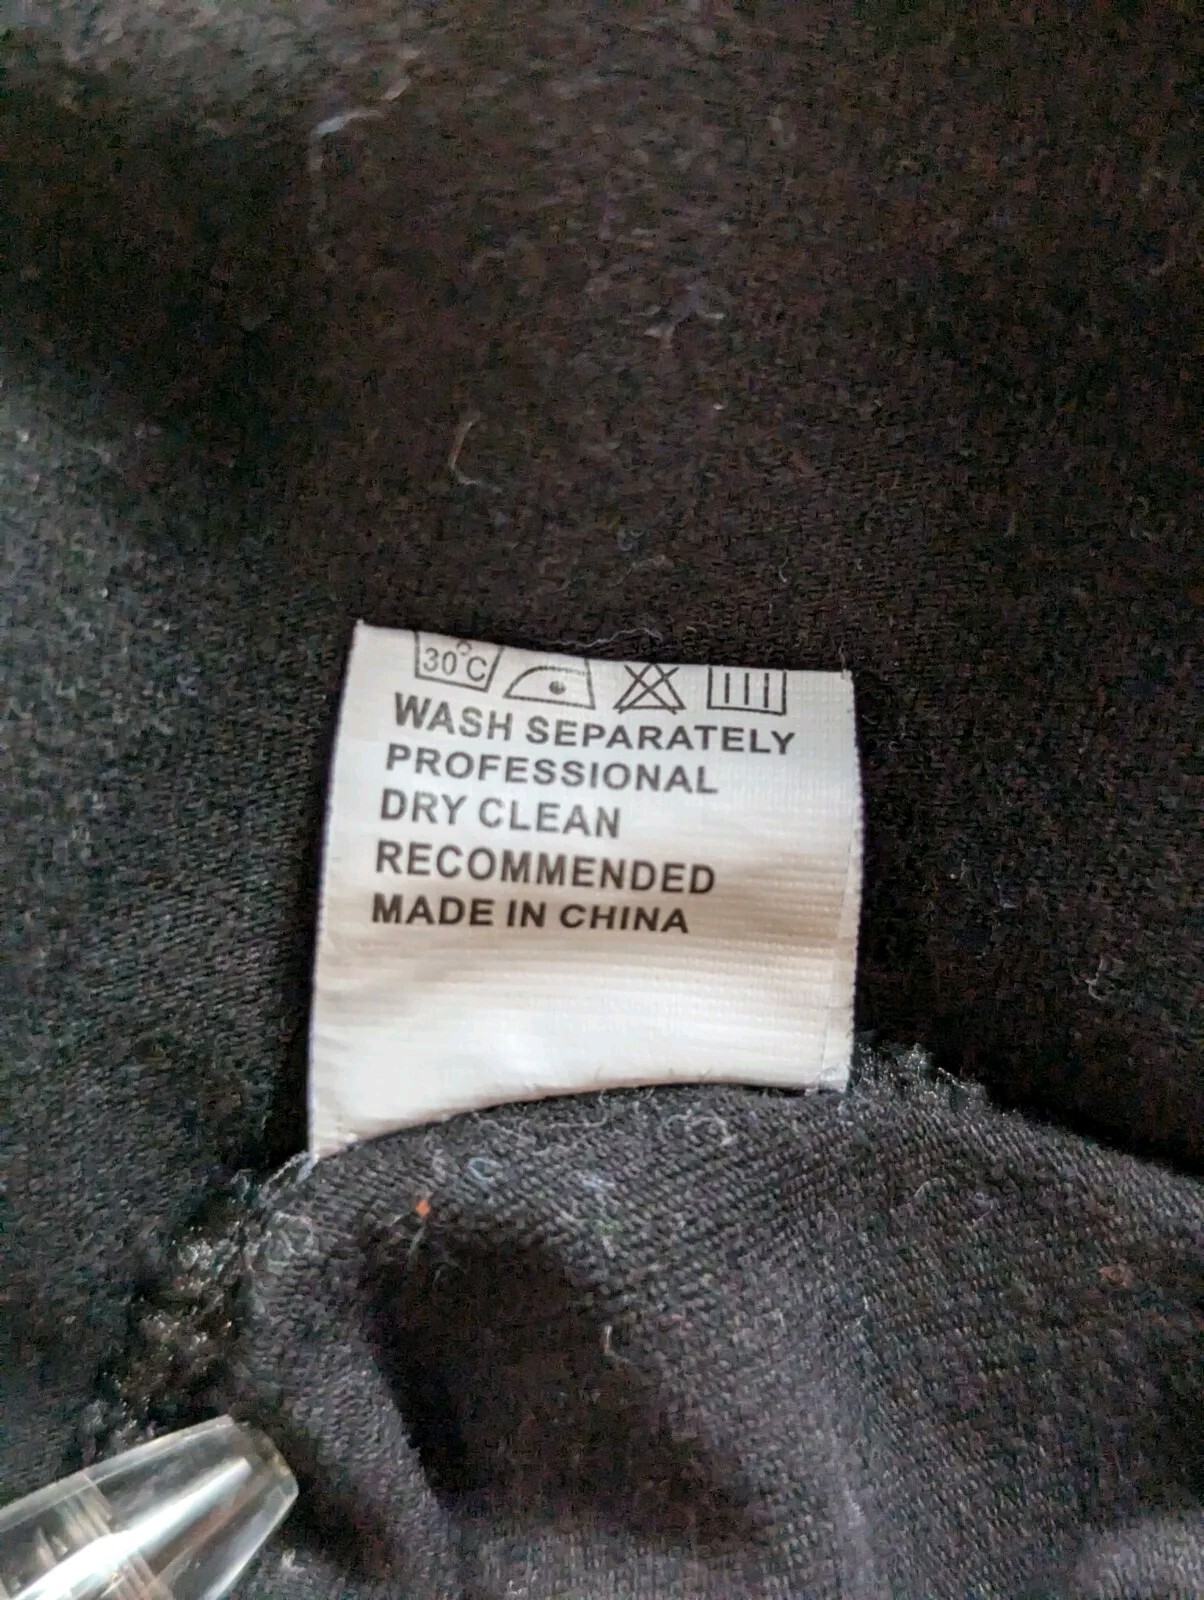 30°C
WASH SEPARATELY
PROFESSIONAL
DRY CLEAN
RECOMMENDED
MADE IN CHINA